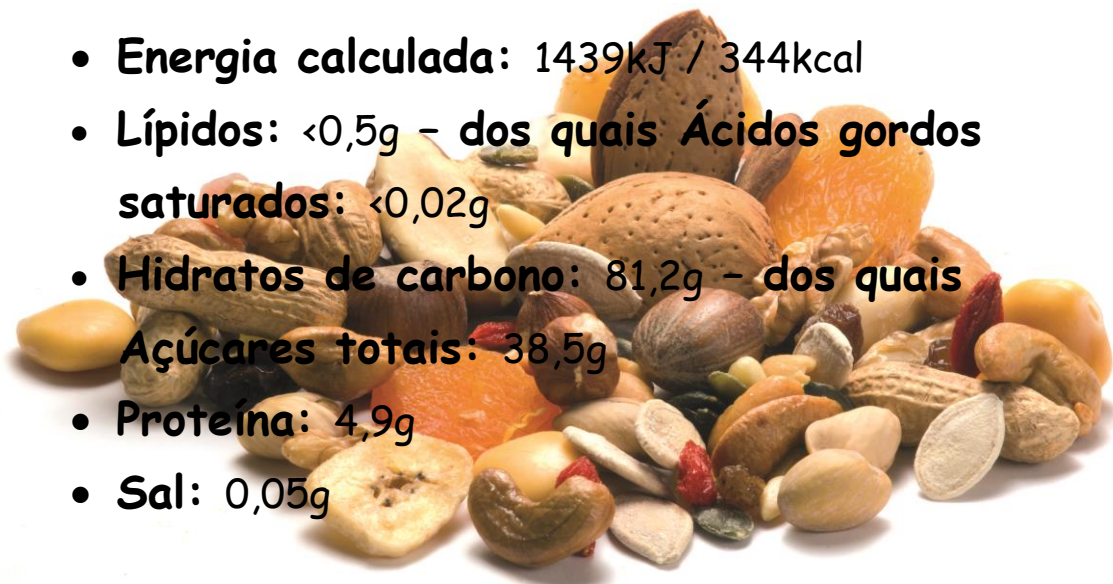 • Energia calculada: 1439kJ / 344kcal
• Lípidos: <0,5g – dos quais Ácidos gordos
saturados: <0,02g
• Hidratos de carbono: 81,2g – dos quais
Açúcares totais: 38,5g
• Proteína: 4,9g
• Sal: 0,05g